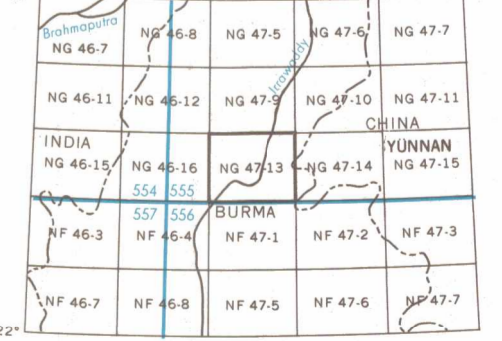 Brahmaputra
NG 46-7 NG 46-8 NG 47-5 NG 47-6 NG 47-7
Irrawaddy
NG 46-11 NG 46-12 NG 47-9 NG 47-10 NG 47-11
CHINA
INDIA YÜNNAN
NG 46-15 NG 46-16 NG 47-13 NG 47-14 NG 47-15
554 555
557 556 BURMA
NF 46-3 NF 46-4 NF 47-1 NF 47-2 NF 47-3
NF 46-7 NF 46-8 NF 47-5 NF 47-6 NF 47-7
22°